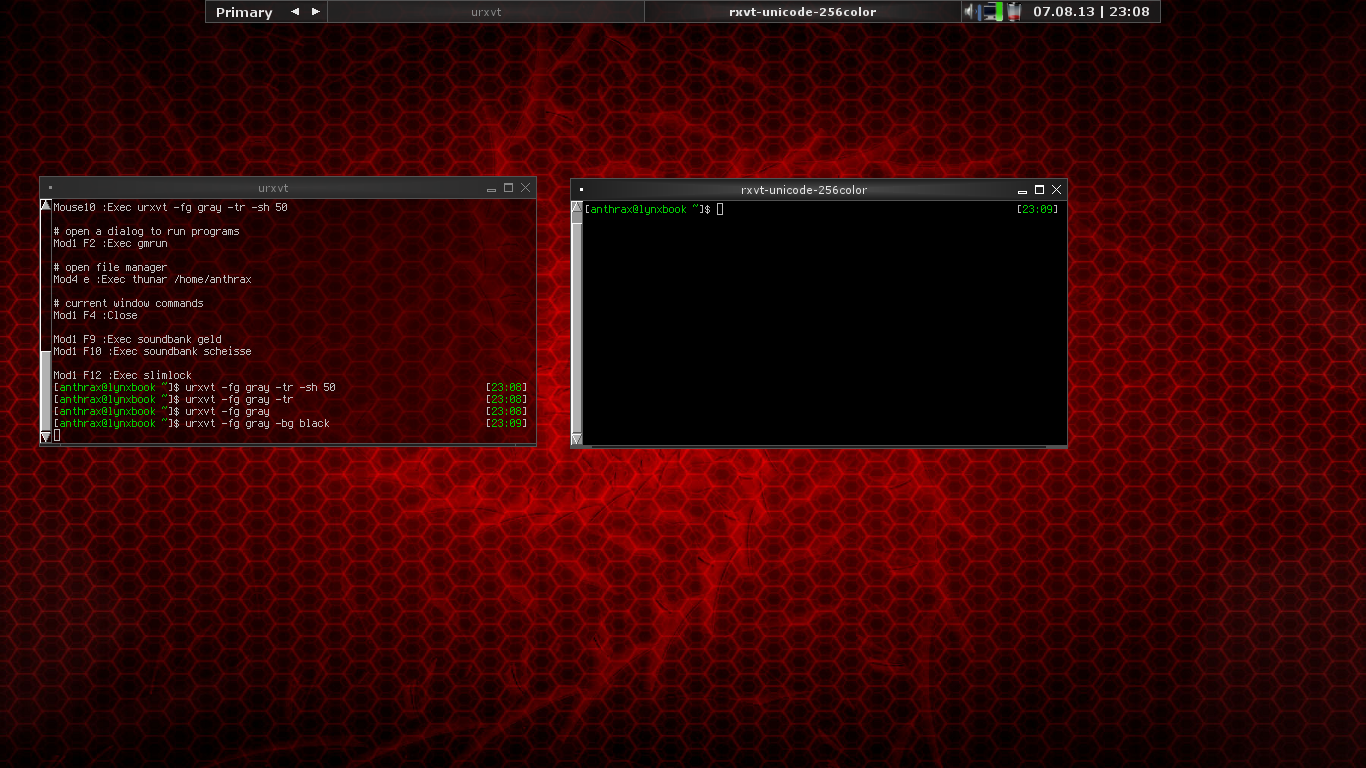 Primary ◄ ► urxvt rxvt-unicode-256color 07.08.13 | 23:08
urxvt
Mouse10 :Exec urxvt -fg gray -tr -sh 50
# open a dialog to run programs
Mod1 F2 :Exec gmrun
# open file manager
Mod4 e :Exec thunar /home/anthrax
# current window commands
Mod1 F4 :Close
Mod1 F9 :Exec soundbank geld
Mod1 F10 :Exec soundbank scheisse
Mod1 F12 :Exec slimlock
[anthrax@lynxbook ~]$ urxvt -fg gray -tr -sh 50 [23:08]
[anthrax@lynxbook ~]$ urxvt -fg gray -tr [23:08]
[anthrax@lynxbook ~]$ urxvt -fg gray [23:08]
[anthrax@lynxbook ~]$ urxvt -fg gray -bg black [23:09]
rxvt-unicode-256color
[anthrax@lynxbook ~]$ [23:09]